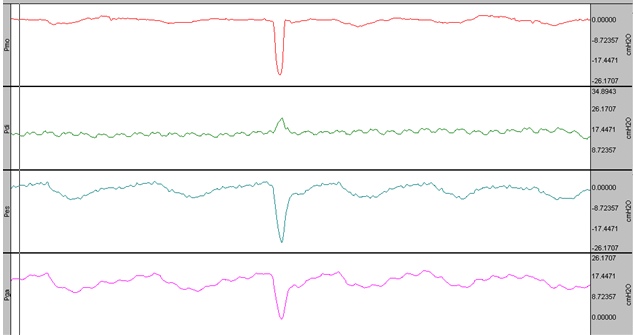 Pmo
0.00000
-8.72357
-17.4471
-26.1707
cmH2O
Pdi
34.8943
26.1707
17.4471
8.72357
cmH2O
Pes
0.00000
-8.72357
-17.4471
-26.1707
cmH2O
Pga
26.1707
17.4471
8.72357
0.00000
cmH2O